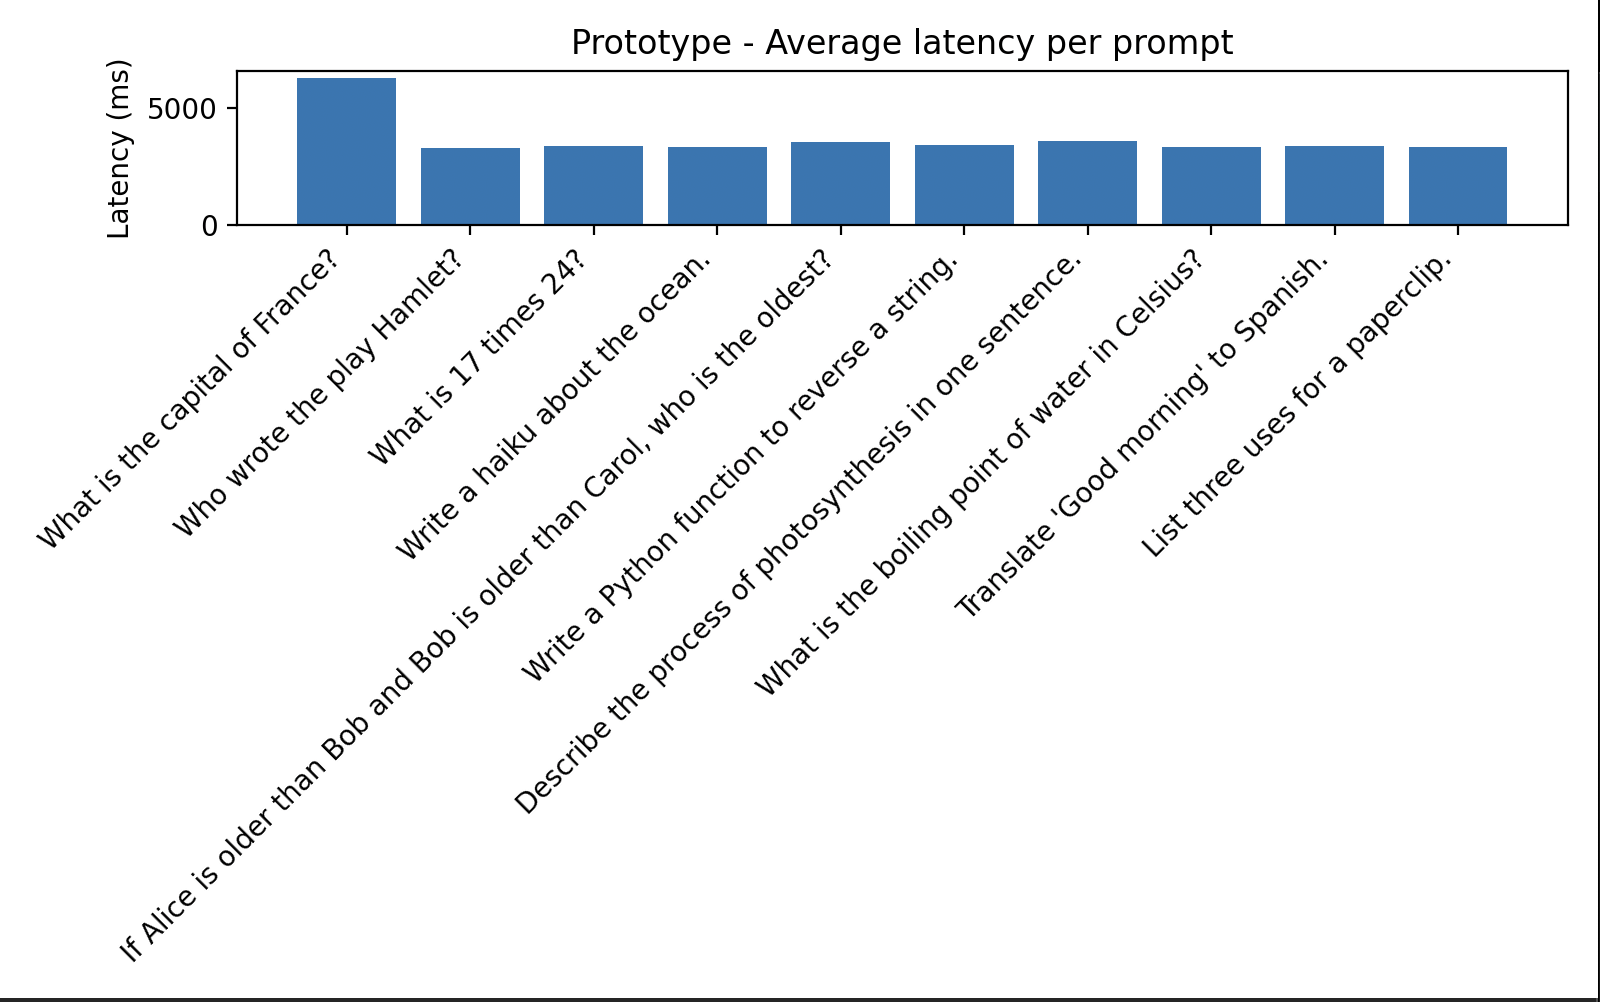 Prototype - Average latency per prompt
Latency (ms)
5000
0
What is the capital of France?
Who wrote the play Hamlet?
What is 17 times 24?
Write a haiku about the ocean.
If Alice is older than Bob and Bob is older than Carol, who is the oldest?
Write a Python function to reverse a string.
Describe the process of photosynthesis in one sentence.
What is the boiling point of water in Celsius?
Translate 'Good morning' to Spanish.
List three uses for a paperclip.